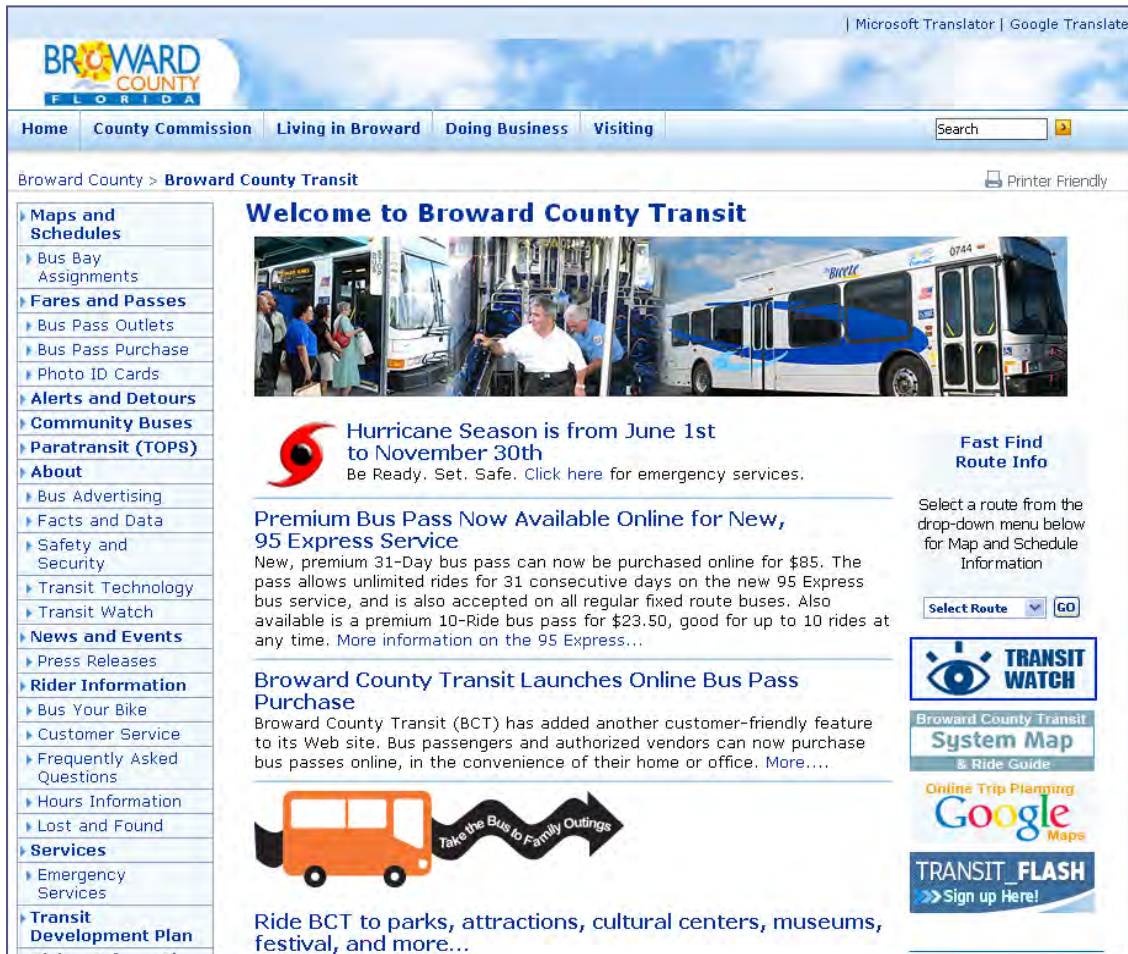 | Microsoft Translator | Google Translate
BROWARD
COUNTY
FLORIDA
Home County Commission Living in Broward Doing Business Visiting Search
Broward County > Broward County Transit
Printer Friendly
Maps and
Schedules
Bus Bay
Assignments
Fares and Passes
Bus Pass Outlets
Bus Pass Purchase
Photo ID Cards
Alerts and Detours
Community Buses
Paratransit (TOPS)
About
Bus Advertising
Facts and Data
Safety and
Security
Transit Technology
Transit Watch
News and Events
Press Releases
Rider Information
Bus Your Bike
Customer Service
Frequently Asked
Questions
Hours Information
Lost and Found
Services
Emergency
Services
Transit
Development Plan
Welcome to Broward County Transit
0744
Breeze
Hurricane Season is from June 1st
to November 30th
Be Ready. Set. Safe. Click here for emergency services.
Premium Bus Pass Now Available Online for New,
95 Express Service
New, premium 31-Day bus pass can now be purchased online for $85. The
pass allows unlimited rides for 31 consecutive days on the new 95 Express
bus service, and is also accepted on all regular fixed route buses. Also
available is a premium 10-Ride bus pass for $23.50, good for up to 10 rides at
any time. More information on the 95 Express...
Broward County Transit Launches Online Bus Pass
Purchase
Broward County Transit (BCT) has added another customer-friendly feature
to its Web site. Bus passengers and authorized vendors can now purchase
bus passes online, in the convenience of their home or office. More....
Take the Bus to Family Outings
Ride BCT to parks, attractions, cultural centers, museums,
festival, and more...
Fast Find
Route Info
Select a route from the
drop-down menu below
for Map and Schedule
Information
Select Route GO
TRANSIT
WATCH
Broward County Transit
System Map
& Ride Guide
Online Trip Planning
Google
Maps
TRANSIT_FLASH
Sign up Here!